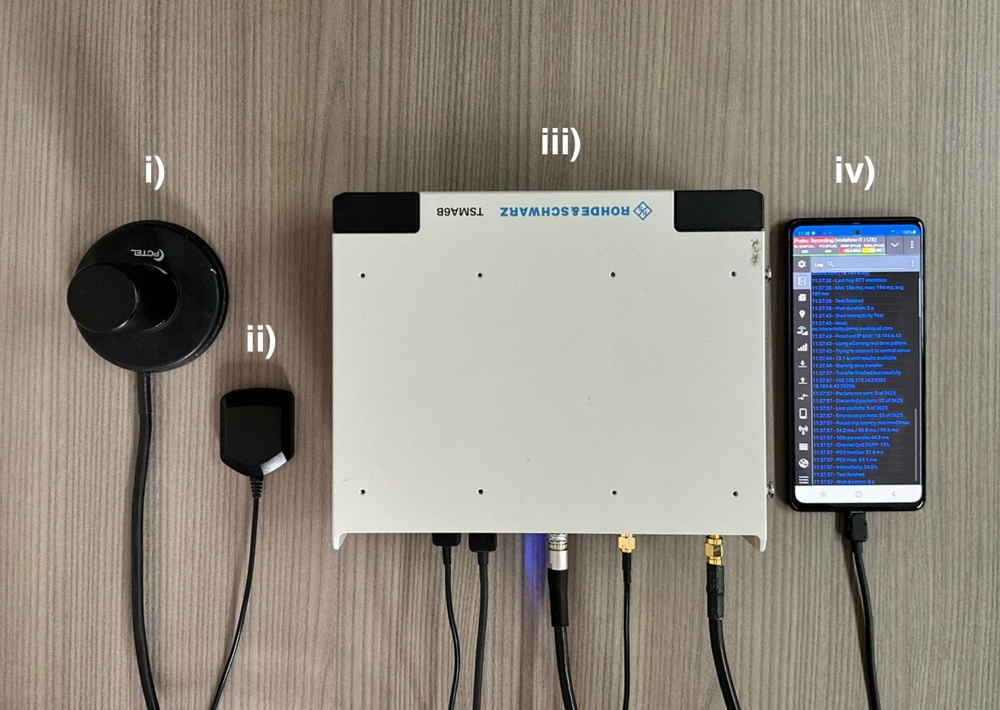 i)
ii)
iii)
iv)
PCTEL
ROHDE&SCHWARZ
TSMA6B
11:38
100%
Probe: Recording (vodafone IT / LTE)
Log
11:37:38 - Last hop RTT statistics:
11:37:38 - Min: 186 ms; max: 194 ms; avg:
189 ms
11:37:38 - Test finished
11:37:38 - Wait duration: 5 s
11:37:43 - Start Interactivity Test
11:37:43 - Host:
eu.interactivity.demo.swissqual.com
11:37:43 - Resolved IP addr: 18.184.6.43
11:37:43 - Using eGaming real-time pattern
11:37:43 - Trying to connect to control server
11:37:44 - 13.1 s until results available
11:37:44 - Starting data transfer
11:37:57 - Transfer finished successfully
11:37:57 - 100.106.179.163:9301
18.184.6.43:19396
11:37:57 - Packets not sent: 0 of 3625
11:37:57 - Discarded packets: 50 of 3625
11:37:57 - Lost packets: 5 of 3625
11:37:57 - Erroneous packets: 55 of 3625
11:37:57 - Round-trip latency: min/med/max
11:37:57 - 34.2 ms / 55.8 ms / 99.5 ms
11:37:57 - 10th percentile: 44.8 ms
11:37:57 - Channel QoS 3GPP: 13%
11:37:57 - PDV median: 21.6 ms
11:37:57 - PDV max: 63.1 ms
11:37:57 - Interactivity: 54.0%
11:37:57 - Test finished
11:37:57 - Wait duration: 5 s